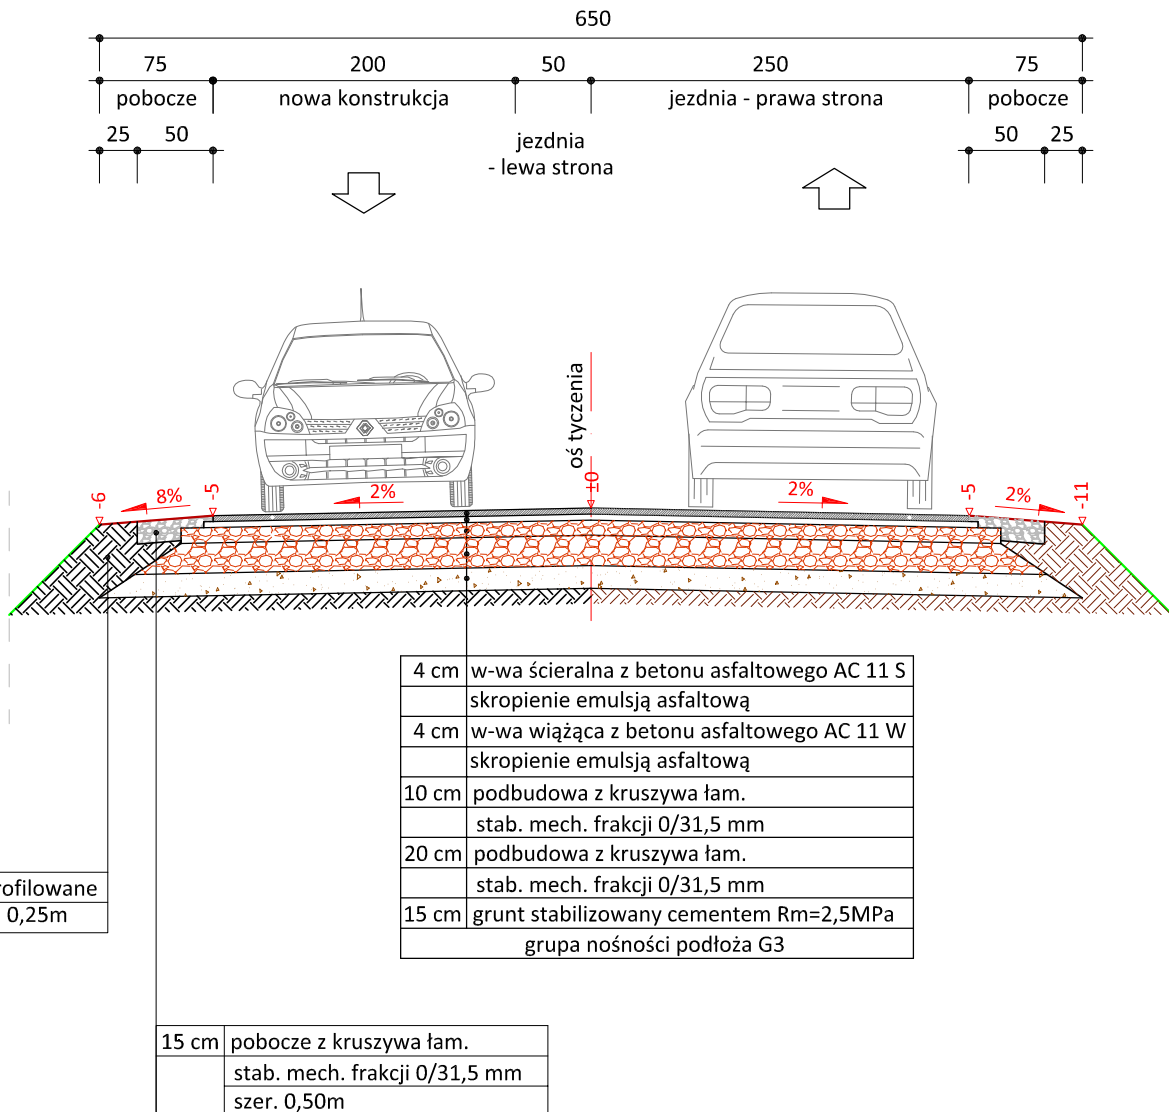 650
75 200 50 250 75
pobocze nowa konstrukcja jezdnia - prawa strona pobocze
25 50 jezdnia 50 25
- lewa strona
oś tyczenia
-6 8% -5 2% ±0 2% -5 2% -11
4 cm w-wa ścieralna z betonu asfaltowego AC 11 S
skropienie emulsją asfaltową
4 cm w-wa wiążąca z betonu asfaltowego AC 11 W
skropienie emulsją asfaltową
10 cm podbudowa z kruszywa łam.
stab. mech. frakcji 0/31,5 mm
20 cm podbudowa z kruszywa łam.
stab. mech. frakcji 0/31,5 mm
15 cm grunt stabilizowany cementem Rm=2,5MPa
grupa nośności podłoża G3
rofilowane
0,25m
15 cm pobocze z kruszywa łam.
stab. mech. frakcji 0/31,5 mm
szer. 0,50m